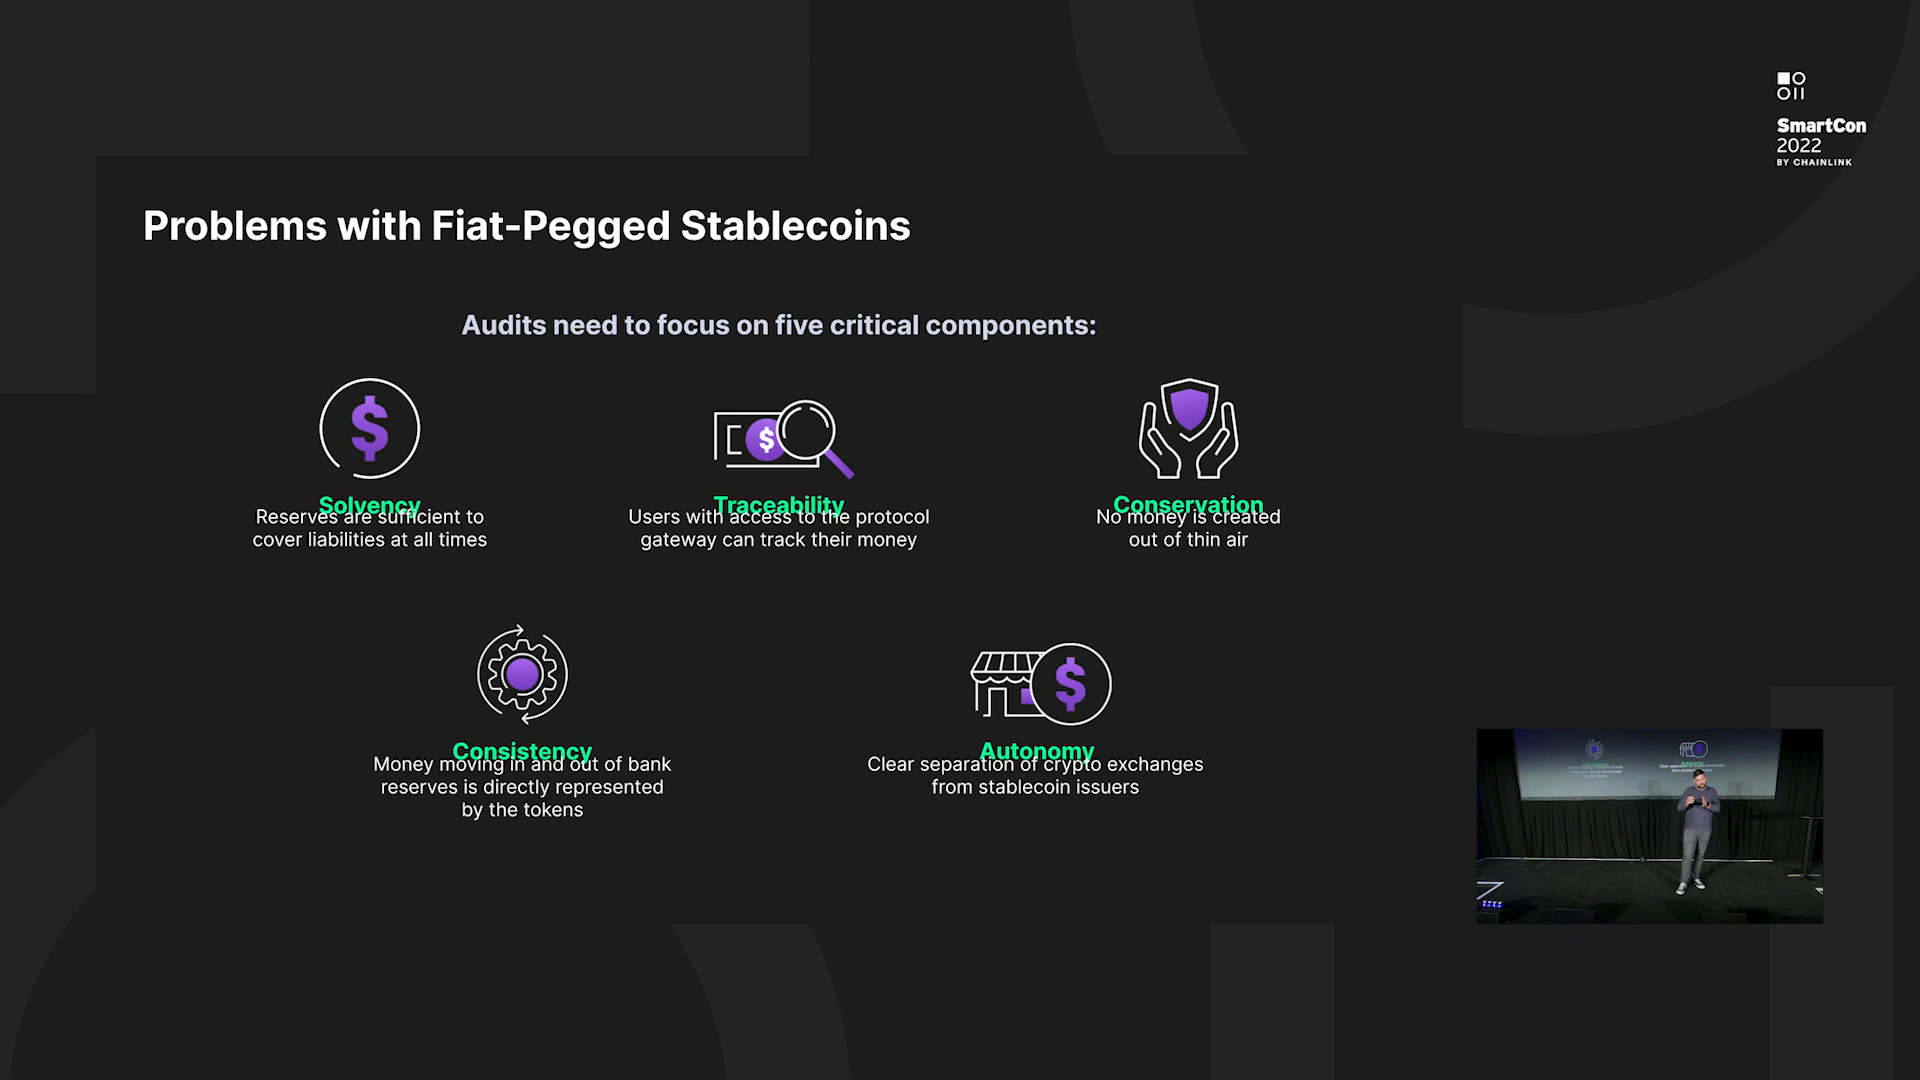 SmartCon
2022
BY CHAINLINK
Problems with Fiat-Pegged Stablecoins
Audits need to focus on five critical components:
Solvency
Reserves are sufficient to
cover liabilities at all times
Traceability
Users with access to the protocol
gateway can track their money
Conservation
No money is created
out of thin air
Consistency
Money moving in and out of bank
reserves is directly represented
by the tokens
Autonomy
Clear separation of crypto exchanges
from stablecoin issuers